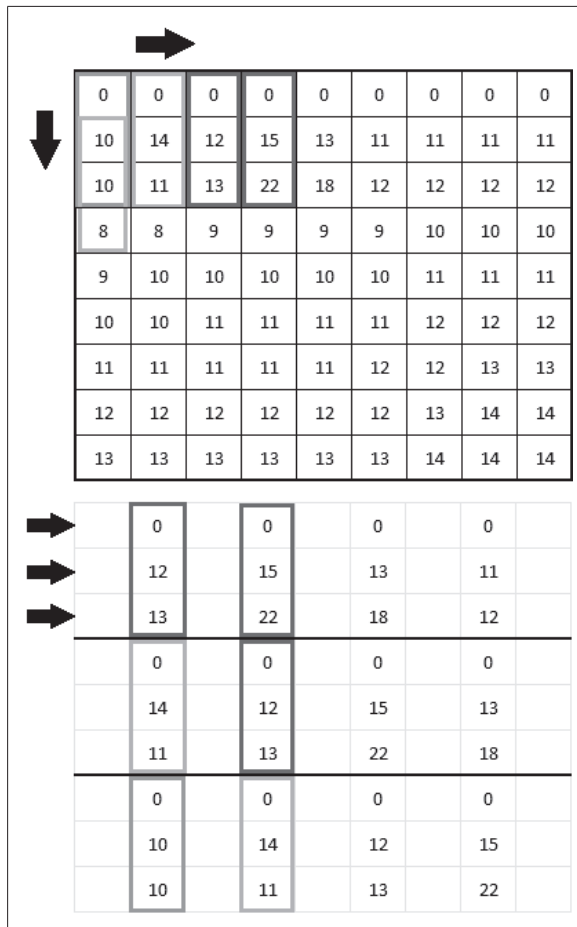 0 0 0 0 0 0 0 0 0
10 14 12 15 13 11 11 11 11
10 11 13 22 18 12 12 12 12
8 8 9 9 9 9 10 10 10
9 10 10 10 10 10 11 11 11
10 10 11 11 11 11 12 12 12
11 11 11 11 11 12 12 13 13
12 12 12 12 12 12 13 14 14
13 13 13 13 13 13 14 14 14
0 0 0 0
12 15 13 11
13 22 18 12
0 0 0 0
14 12 15 13
11 13 22 18
0 0 0 0
10 14 12 15
10 11 13 22